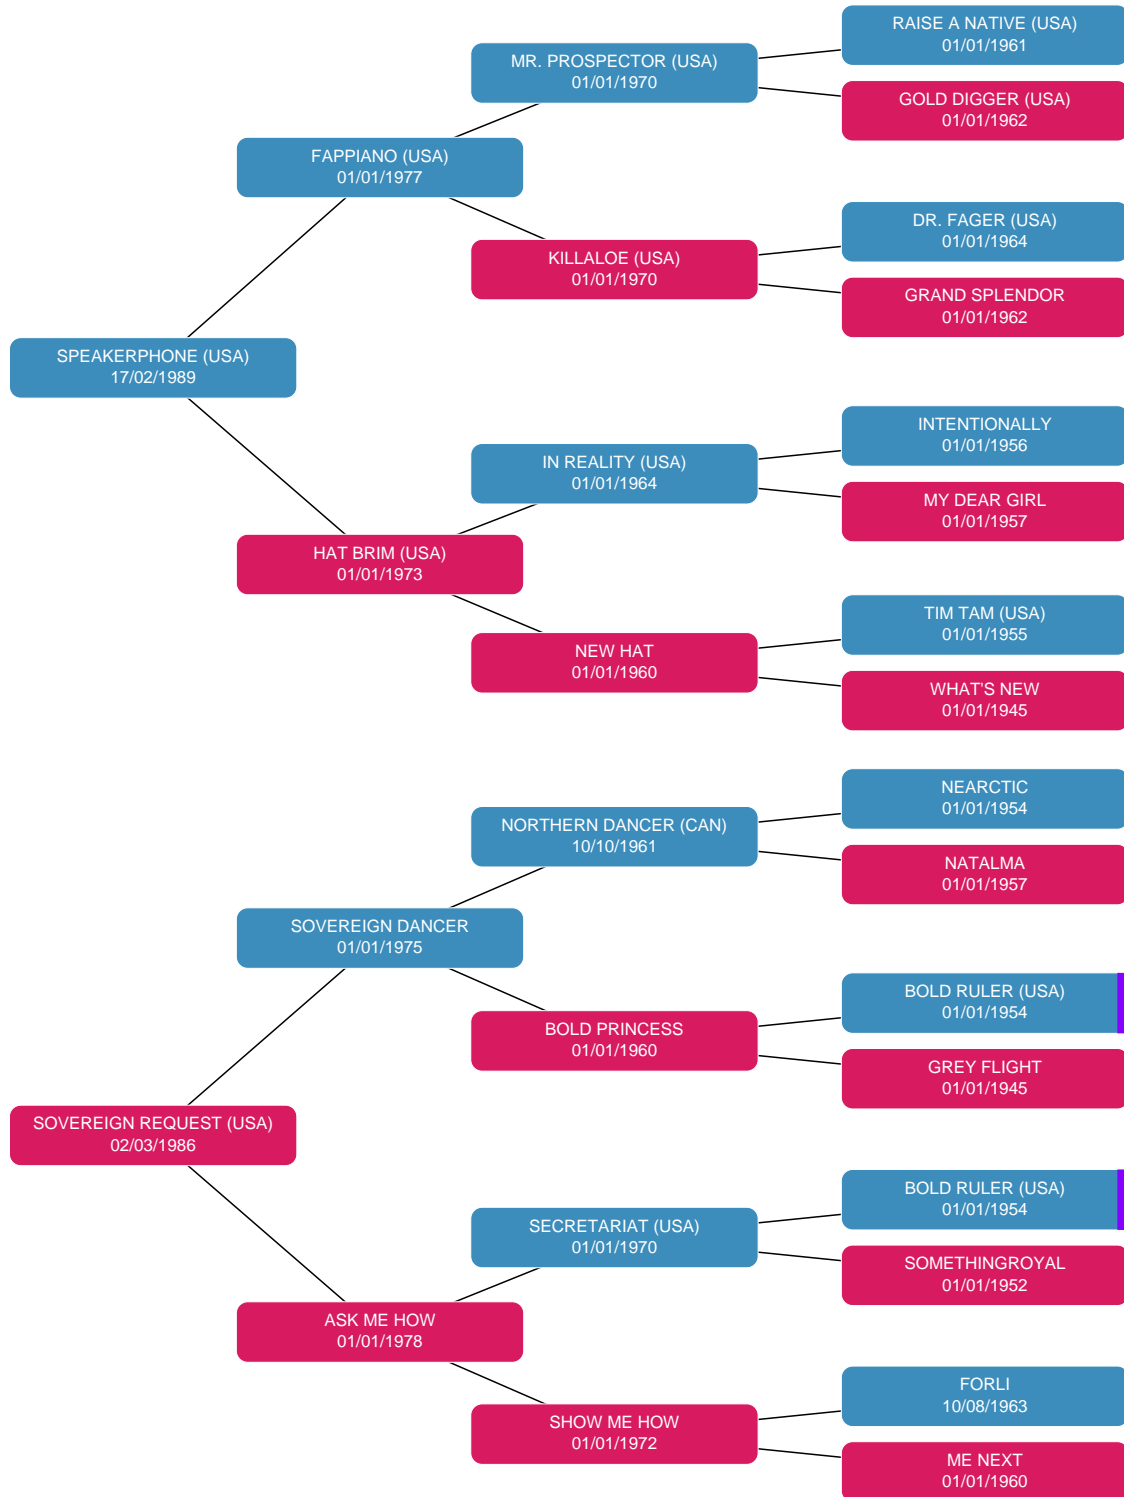 RAISE A NATIVE (USA)
01/01/1961
MR. PROSPECTOR (USA)
01/01/1970
GOLD DIGGER (USA)
01/01/1962
FAPPIANO (USA)
01/01/1977
DR. FAGER (USA)
01/01/1964
KILLALOE (USA)
01/01/1970
GRAND SPLENDOR
01/01/1962
SPEAKERPHONE (USA)
17/02/1989
INTENTIONALLY
01/01/1956
IN REALITY (USA)
01/01/1964
MY DEAR GIRL
01/01/1957
HAT BRIM (USA)
01/01/1973
TIM TAM (USA)
01/01/1955
NEW HAT
01/01/1960
WHAT'S NEW
01/01/1945
NEARCTIC
01/01/1954
NORTHERN DANCER (CAN)
10/10/1961
NATALMA
01/01/1957
SOVEREIGN DANCER
01/01/1975
BOLD RULER (USA)
01/01/1954
BOLD PRINCESS
01/01/1960
GREY FLIGHT
01/01/1945
SOVEREIGN REQUEST (USA)
02/03/1986
BOLD RULER (USA)
01/01/1954
SECRETARIAT (USA)
01/01/1970
SOMETHINGROYAL
01/01/1952
ASK ME HOW
01/01/1978
FORLI
10/08/1963
SHOW ME HOW
01/01/1972
ME NEXT
01/01/1960